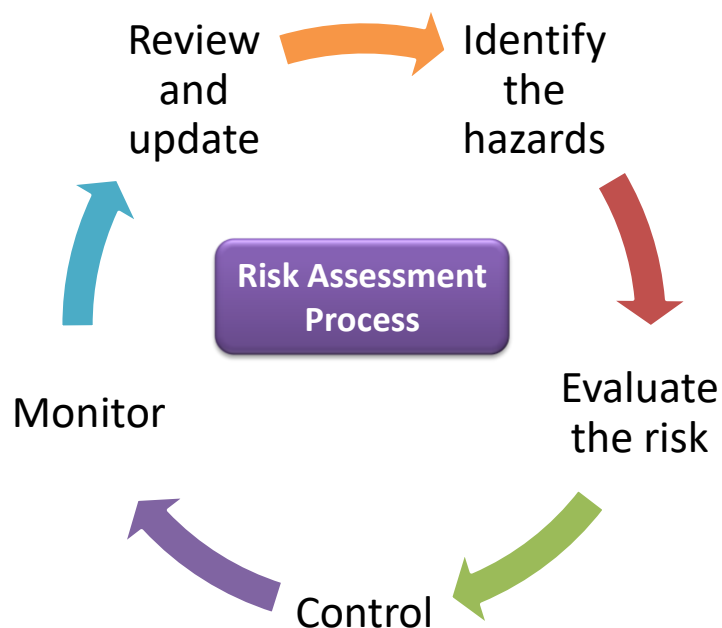 Review
and
update
Identify
the
hazards
Risk Assessment
Process
Evaluate
the risk
Monitor
Control